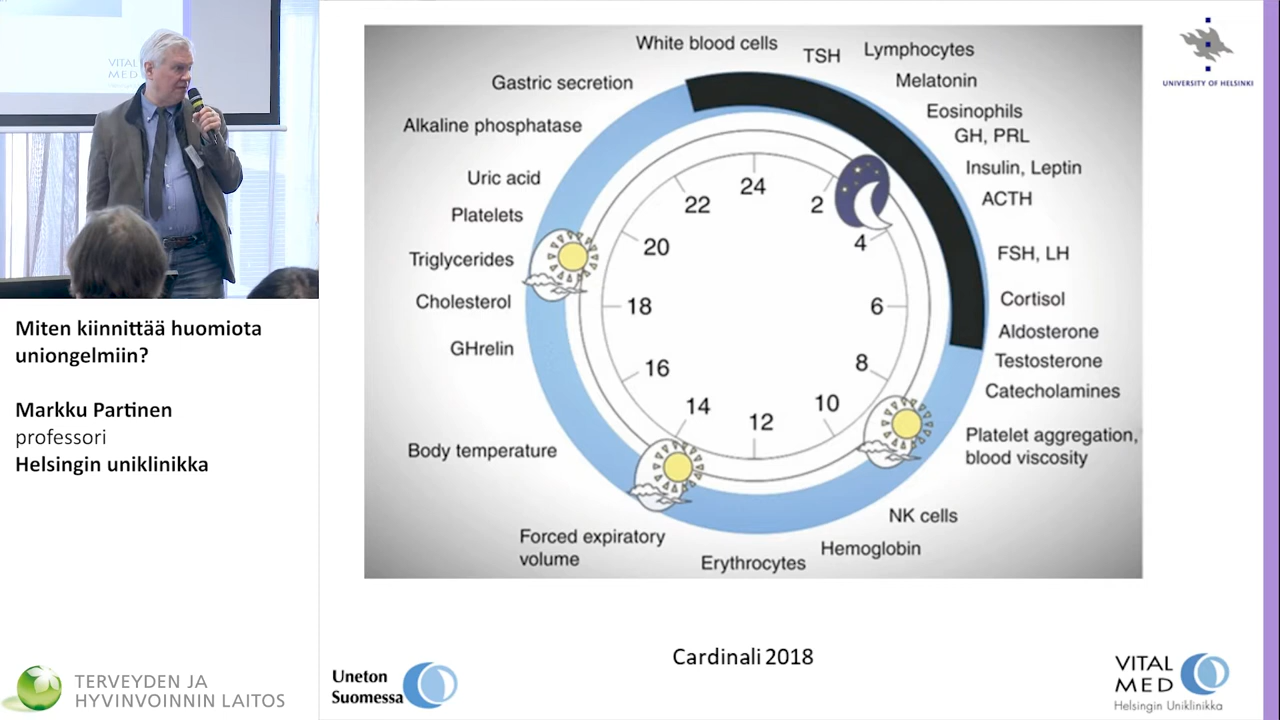 VITAL
MED
Miten kiinnittää huomiota
uniongelmiin?
Markku Partinen
professori
Helsingin uniklinikka
TERVEYDEN JA
HYVINVOINNIN LAITOS
White blood cells
TSH
Lymphocytes
Melatonin
Eosinophils
GH, PRL
Insulin, Leptin
ACTH
FSH, LH
Cortisol
Aldosterone
Testosterone
Catecholamines
Platelet aggregation,
blood viscosity
NK cells
Hemoglobin
Erythrocytes
Forced expiratory
volume
Body temperature
GHrelin
Cholesterol
Triglycerides
Platelets
Uric acid
Alkaline phosphatase
Gastric secretion
24
2
4
6
8
10
12
14
16
18
20
22
UNIVERSITY OF HELSINKI
Cardinali 2018
Uneton
Suomessa
VITAL
MED
Helsingin Uniklinikka